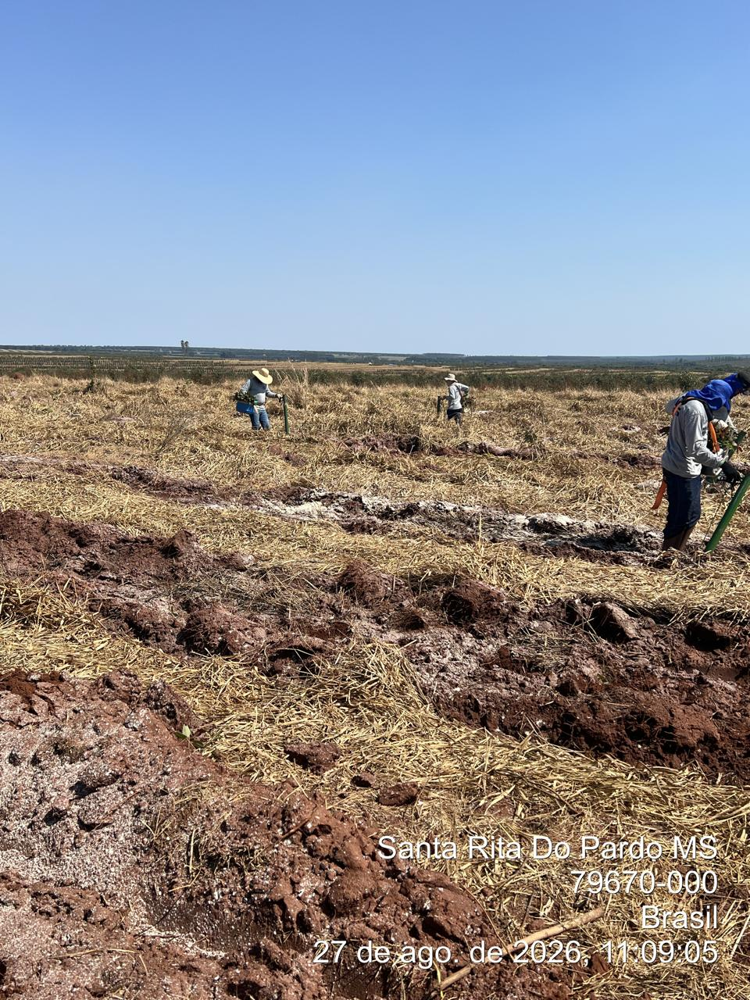 Santa Rita Do Pardo MS
79670-000
Brasil
27 de ago. de 2026, 11:09:05